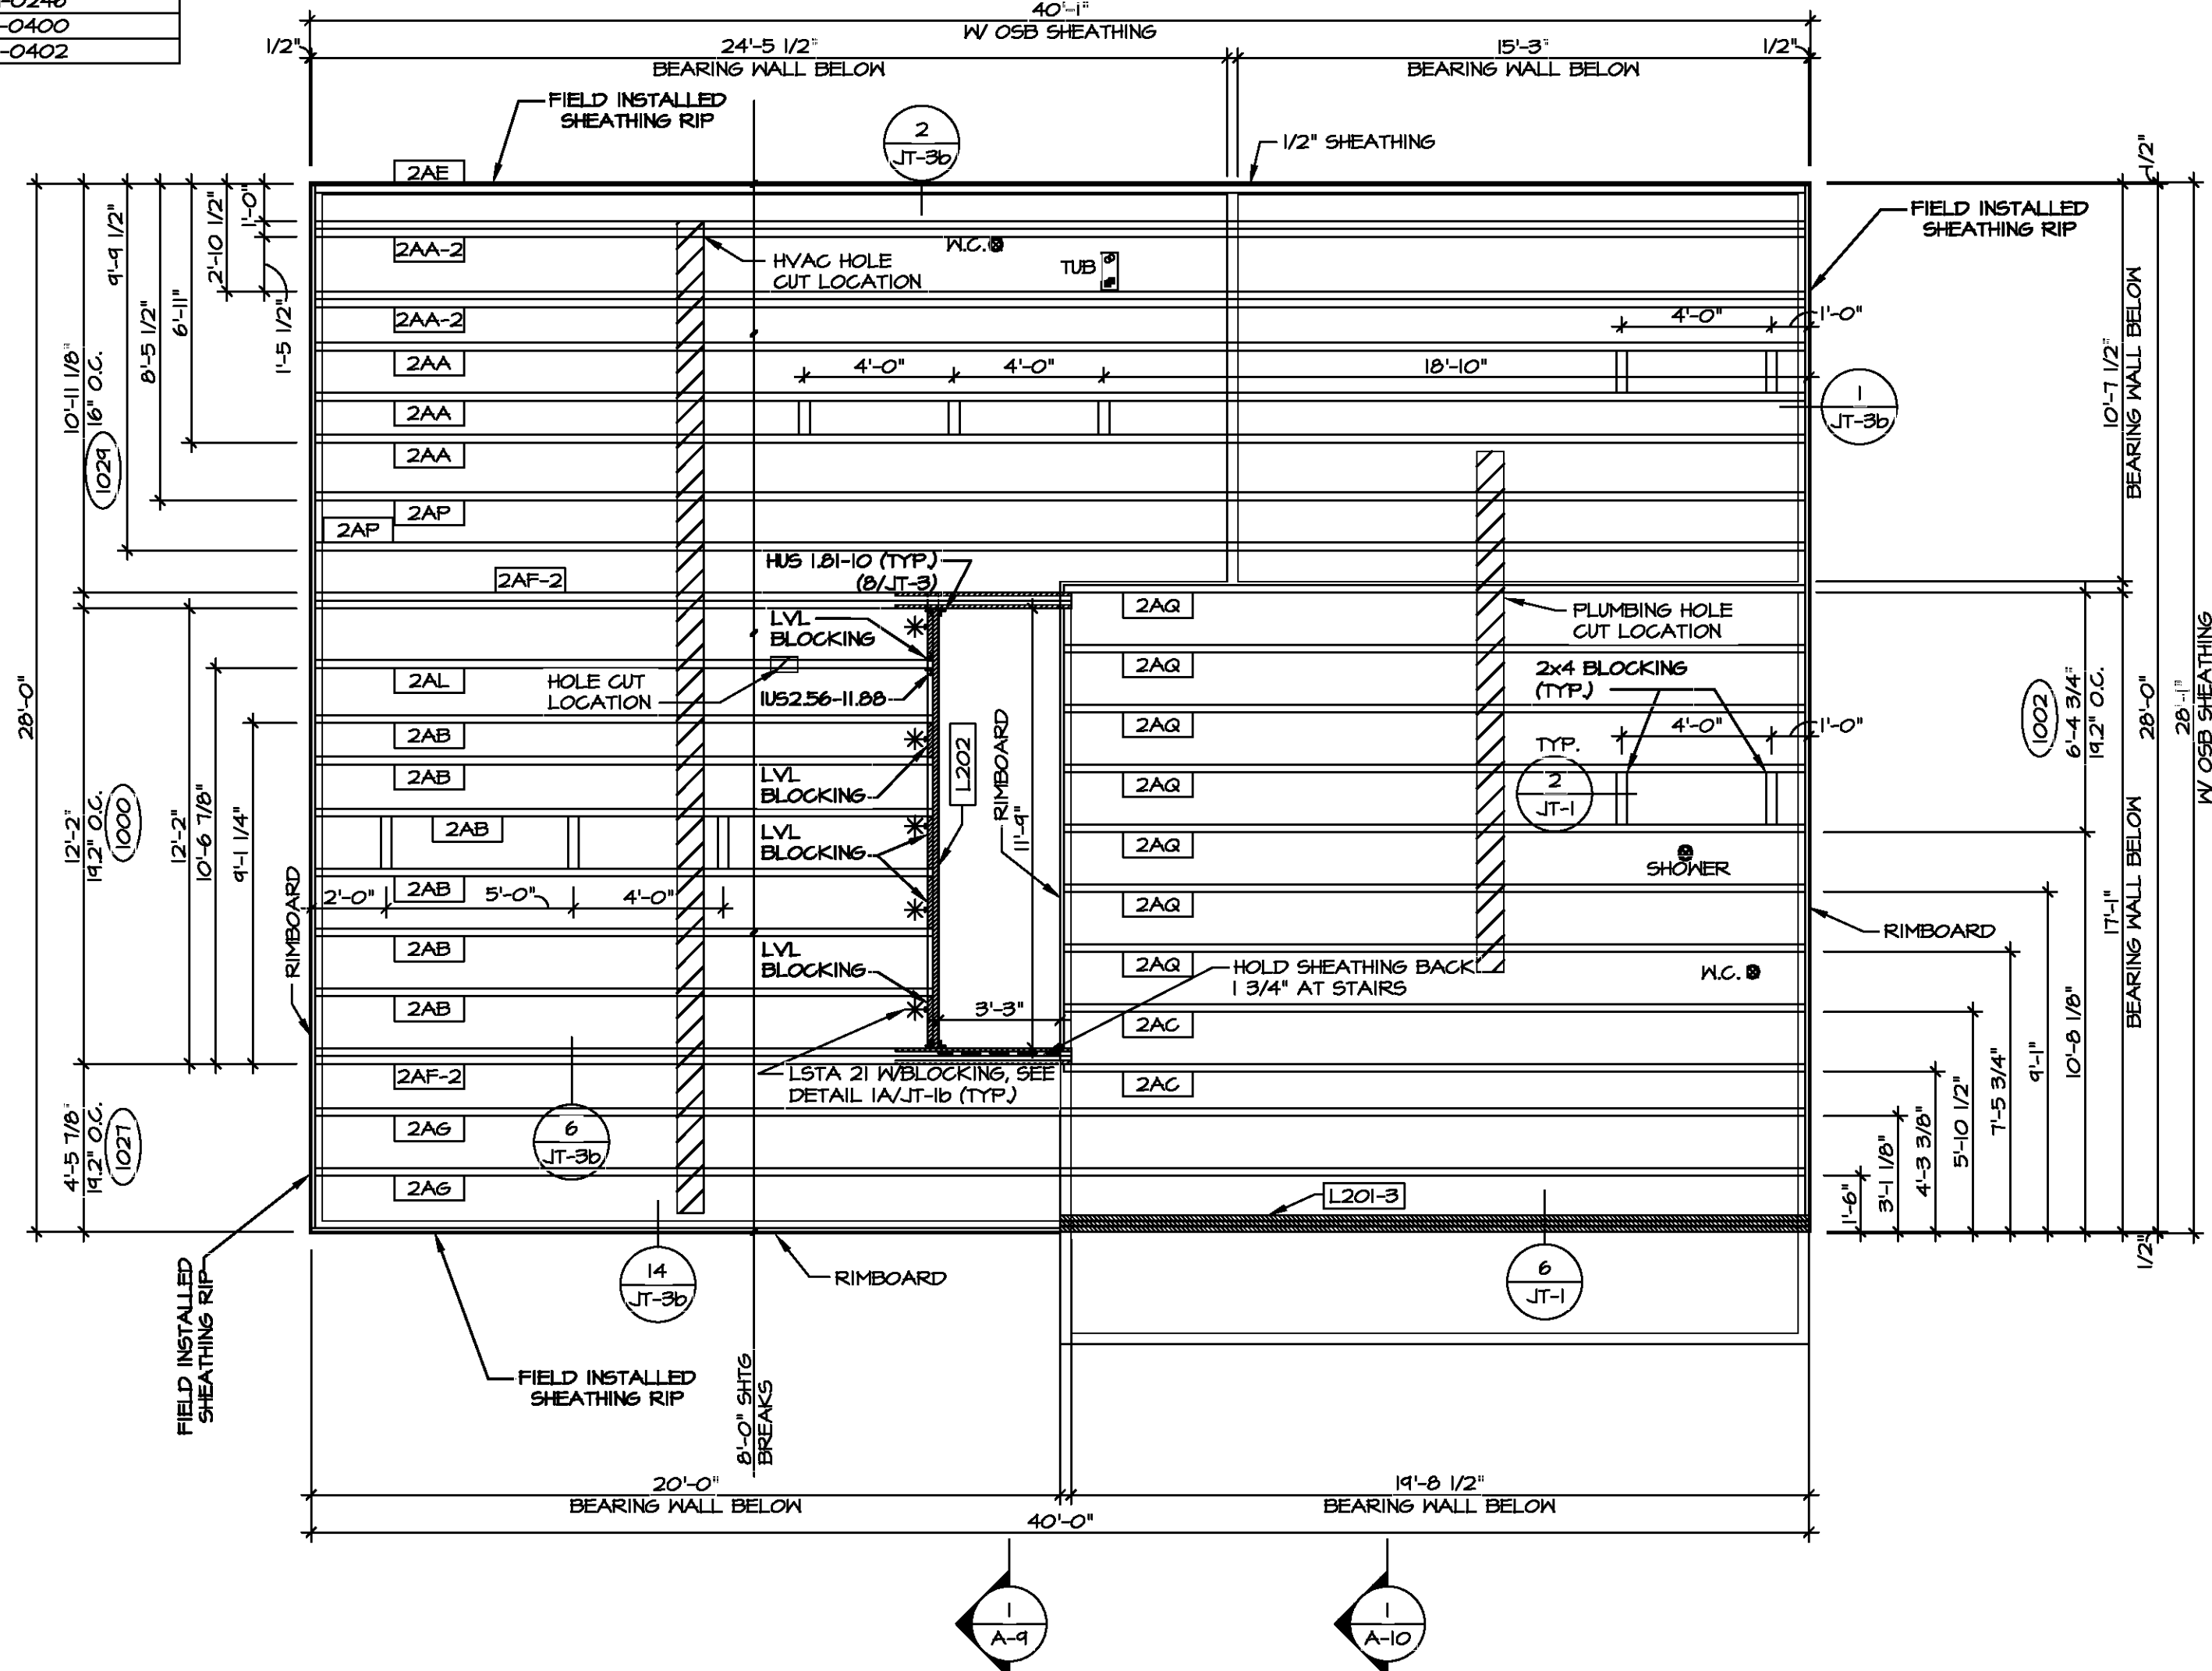 -0400
-0402
40'-1"
W/ OSB SHEATHING
1/2"
24'-5 1/2"
BEARING WALL BELOW
15'-3"
BEARING WALL BELOW
1/2"
FIELD INSTALLED
SHEATHING RIP
2
JT-3b
1/2" SHEATHING
1/2"
2AE
FIELD INSTALLED
SHEATHING RIP
1'-0"
2'-10 1/2"
9'-9 1/2"
6'-11"
8'-5 1/2"
1'-5 1/2"
10'-11 1/8"
16" O.C.
1029
2AA-2
HVAC HOLE
CUT LOCATION
W.C.
TUB
2AA-2
4'-0"
1'-0"
2AA
4'-0"
4'-0"
18'-10"
2AA
1
JT-3b
10'-7 1/2"
BEARING WALL BELOW
2AA
2AP
2AP
HUS 1.81-10 (TYP.)
(8/JT-3)
2AF-2
2AQ
PLUMBING HOLE
CUT LOCATION
LVL
BLOCKING
2AL
HOLE CUT
LOCATION
IUS2.56-11.88
2AQ
2x4 BLOCKING
(TYP.)
28'-0"
2AB
2AQ
4'-0"
1'-0"
TYP.
2
JT-1
L202
RIMBOARD
11'-9"
2AB
LVL
BLOCKING
2AQ
12'-2"
19.2" O.C.
1000
12'-2"
10'-6 7/8"
9'-1 1/4"
2AB
LVL
BLOCKING
2AQ
SHOWER
1002
6'-4 3/4"
19.2" O.C.
28'-0"
28'-1"
W/ OSB SHEATHING
RIMBOARD
2AB
2'-0"
5'-0"
4'-0"
2AQ
RIMBOARD
17'-1"
BEARING WALL BELOW
2AB
LVL
BLOCKING
2AQ
HOLD SHEATHING BACK
1 3/4" AT STAIRS
W.C.
2AB
3'-3"
2AC
2AF-2
LSTA 21 W/BLOCKING, SEE
DETAIL 1A/JT-1b (TYP.)
2AC
2AG
6
JT-3b
4'-5 7/8"
19.2" O.C.
1027
2AG
L201-3
1'-6"
3'-1 1/8"
4'-3 3/8"
5'-10 1/2"
7'-5 3/4"
9'-1"
10'-8 1/8"
1/2"
FIELD INSTALLED
SHEATHING RIP
14
JT-3b
RIMBOARD
6
JT-1
FIELD INSTALLED
SHEATHING RIP
8'-0" SHTG
BREAKS
20'-0"
BEARING WALL BELOW
19'-8 1/2"
BEARING WALL BELOW
40'-0"
1
A-9
1
A-10